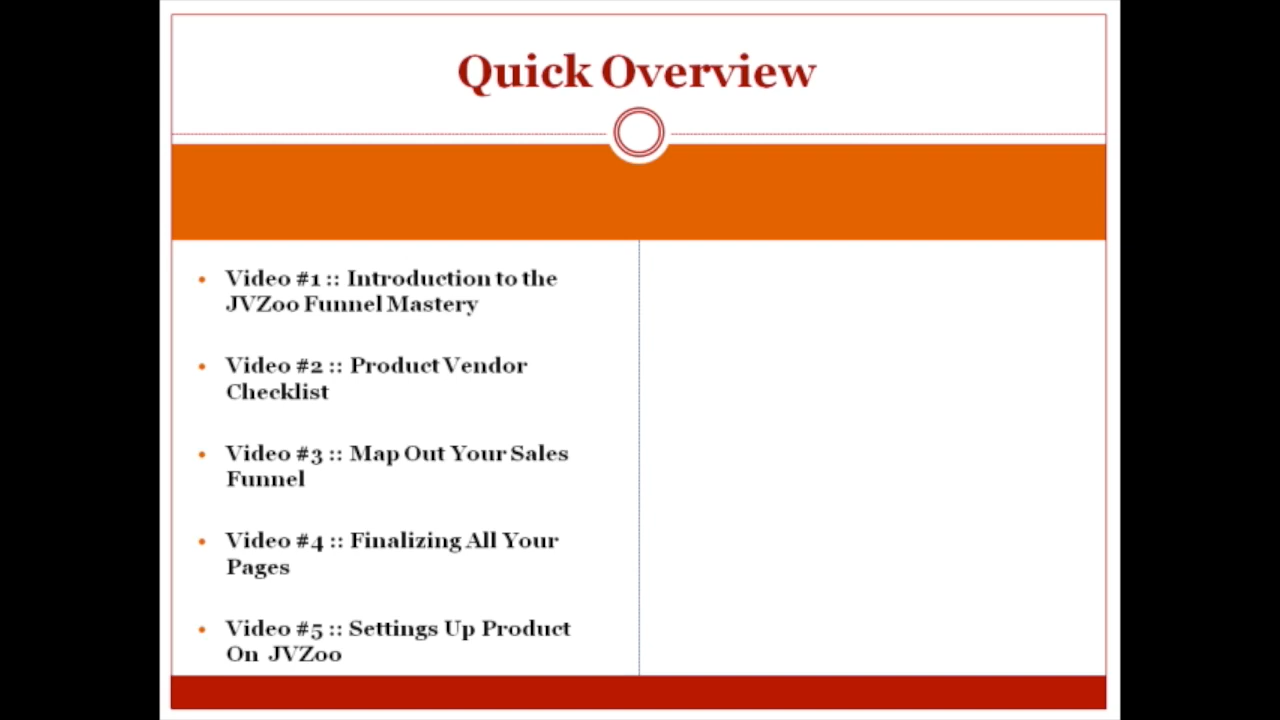 Quick Overview
Video #1 :: Introduction to the
JVZoo Funnel Mastery
Video #2 :: Product Vendor
Checklist
Video #3 :: Map Out Your Sales
Funnel
Video #4 :: Finalizing All Your
Pages
Video #5 :: Settings Up Product
On JVZoo